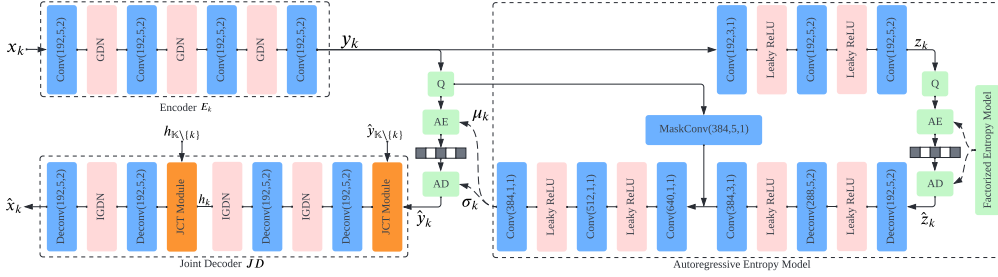 x_k
Conv(192,5,2)
GDN
Conv(192,5,2)
GDN
Conv(192,5,2)
GDN
Conv(192,5,2)
Encoder E_k
y_k
Q
AE
AD
μ_k
σ_k
ŷ_k
h_{𝕂\{k}}
ŷ_{𝕂\{k}}
x̂_k
Deconv(192,5,2)
IGDN
Deconv(192,5,2)
JCT Module
h_k
IGDN
Deconv(192,5,2)
IGDN
Deconv(192,5,2)
JCT Module
Joint Decoder JD
Conv(192,3,1)
Leaky ReLU
Conv(192,5,2)
Leaky ReLU
Conv(192,5,2)
z_k
Q
AE
AD
ẑ_k
Factorized Entropy Model
MaskConv(384,5,1)
Conv(384,1,1)
Leaky ReLU
Conv(512,1,1)
Leaky ReLU
Conv(640,1,1)
Conv(384,3,1)
Leaky ReLU
Deconv(288,5,2)
Leaky ReLU
Deconv(192,5,2)
Autoregressive Entropy Model